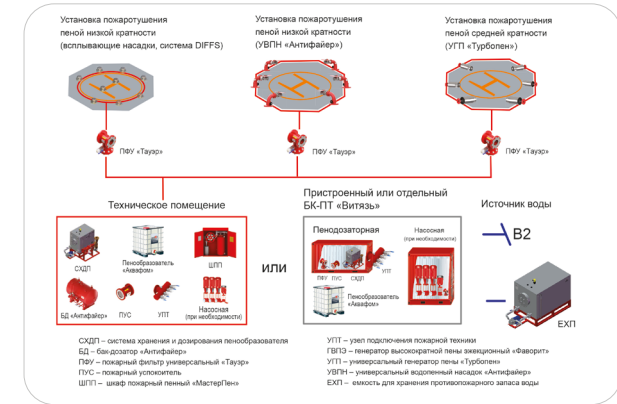 Установка пожаротушения
пеной низкой кратности
(всплывающие насадки, система DIFFS)
Установка пожаротушения
пеной низкой кратности
(УВПН «Антифайер»)
Установка пожаротушения
пеной средней кратности
(УГП «Турбопен»)
ПФУ «Тауэр»
ПФУ «Тауэр»
ПФУ «Тауэр»
Техническое помещение
СХДП
Пенообразователь
«Аквафом»
ШПП
БД «Антифайер»
ПУС
УПТ
Насосная
(при необходимости)
ИЛИ
Пристроенный или отдельный
БК-ПТ «Витязь»
Пенодозаторная
ПФУ ПУС СХДП
УПТ
Пенообразователь
«Аквафом»
Насосная
(при необходимости)
Источник воды
В2
ЕХП
СХДП – система хранения и дозирования пенообразователя
БД – бак-дозатор «Антифайер»
ПФУ – пожарный фильтр универсальный «Тауэр»
ПУС – пожарный успокоитель
ШПП – шкаф пожарный пенный «МастерПен»
УПТ – узел подключения пожарной техники
ГВПЭ – генератор высокократной пены эжекционный «Фаворит»
УГП – универсальный генератор пены «Турбопен»
УВПН – универсальный водопенный насадок «Антифайер»
ЕХП – емкость для хранения противопожарного запаса воды